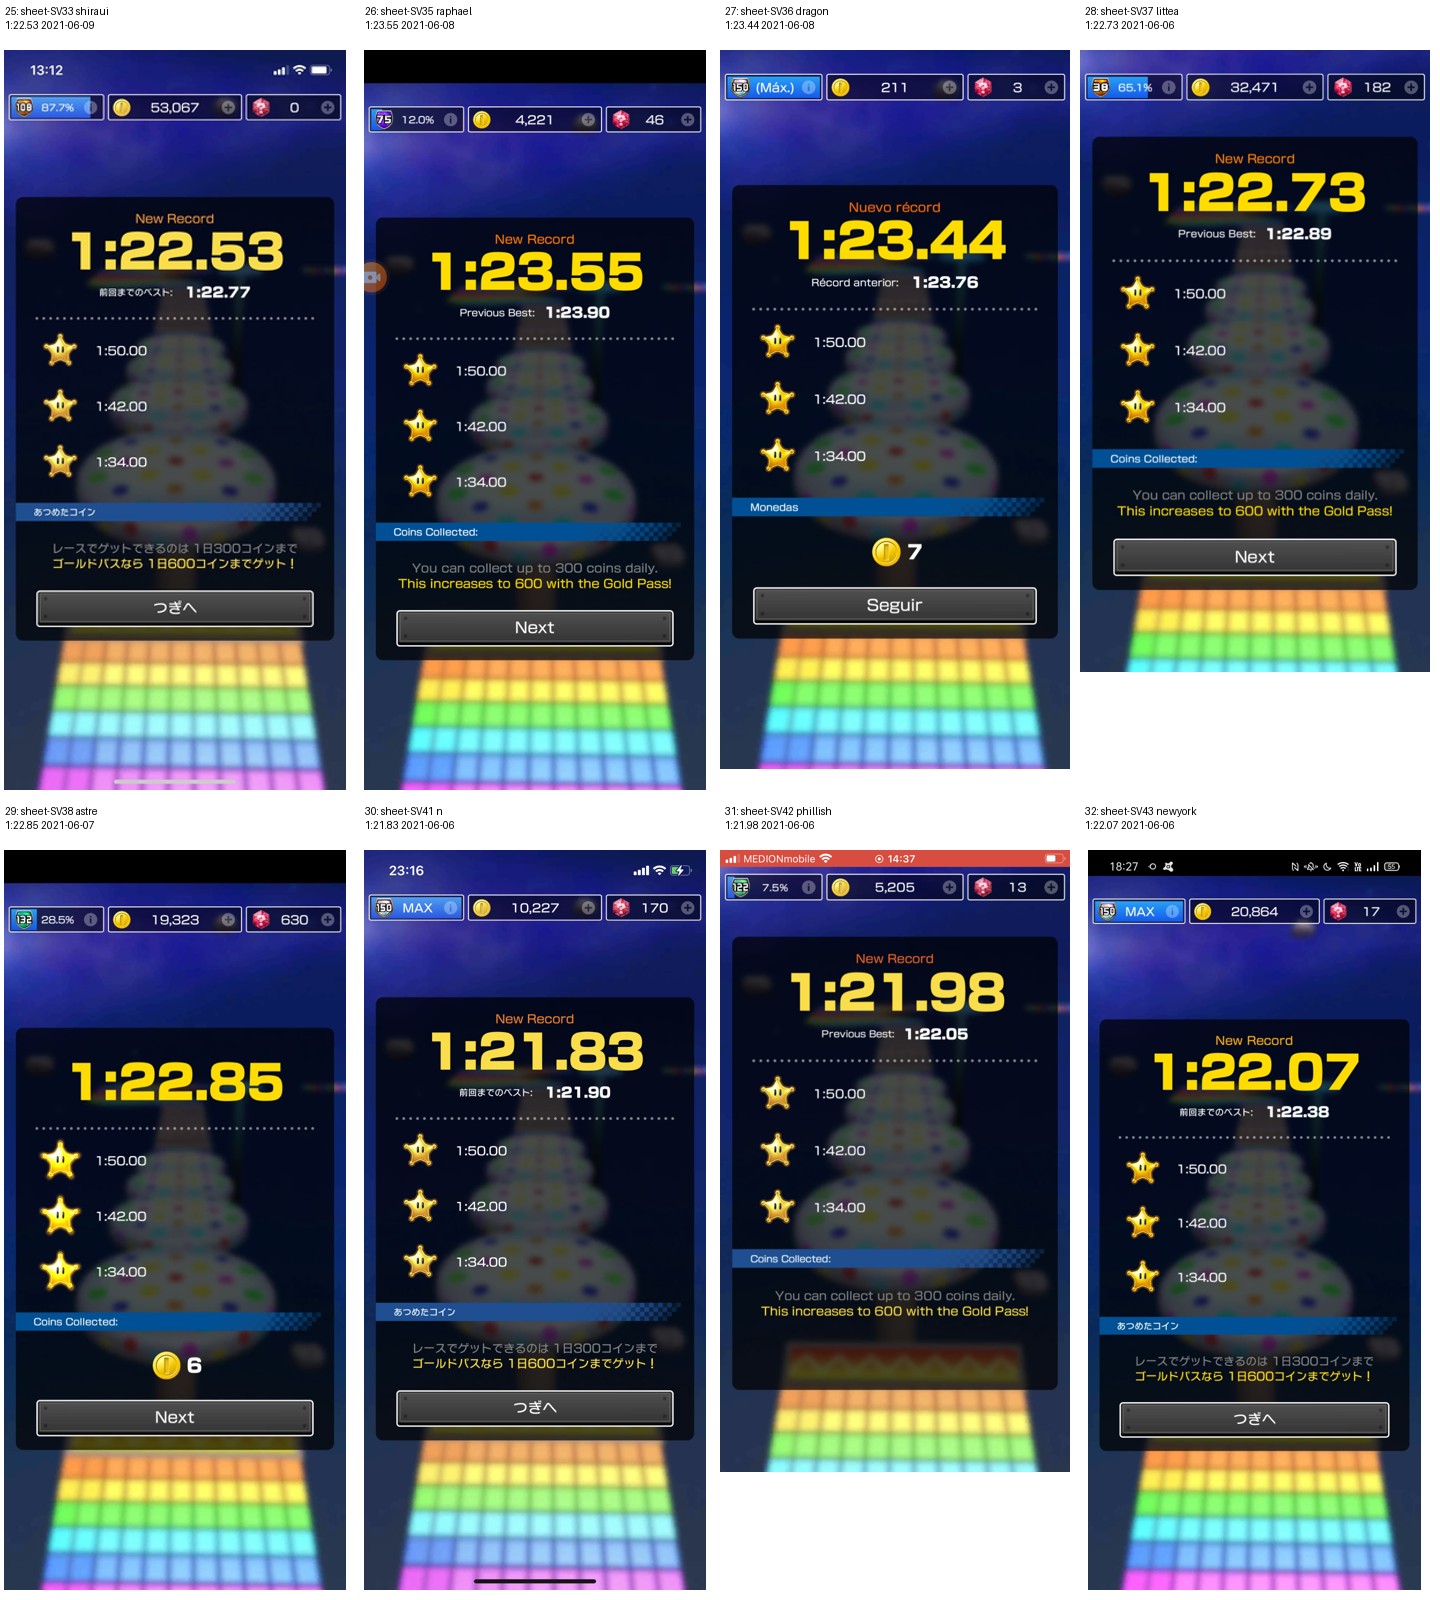 25: sheet-SV33 shiraui
1:22.53 2021-06-09
13:12
108 87.7% 53,067 0
New Record
1:22.53
前回までのベスト: 1:22.77
1:50.00
1:42.00
1:34.00
あつめたコイン
レースでゲットできるのは 1日300コインまで
ゴールドパスなら 1日600コインまでゲット！
つぎへ
26: sheet-SV35 raphael
1:23.55 2021-06-08
75 12.0% 4,221 46
New Record
1:23.55
Previous Best: 1:23.90
1:50.00
1:42.00
1:34.00
Coins Collected:
You can collect up to 300 coins daily.
This increases to 600 with the Gold Pass!
Next
27: sheet-SV36 dragon
1:23.44 2021-06-08
150 (Máx.) 211 3
Nuevo récord
1:23.44
Récord anterior: 1:23.76
1:50.00
1:42.00
1:34.00
Monedas
7
Seguir
28: sheet-SV37 littea
1:22.73 2021-06-06
38 65.1% 32,471 182
New Record
1:22.73
Previous Best: 1:22.89
1:50.00
1:42.00
1:34.00
Coins Collected:
You can collect up to 300 coins daily.
This increases to 600 with the Gold Pass!
Next
29: sheet-SV38 astre
1:22.85 2021-06-07
132 28.5% 19,323 630
1:22.85
1:50.00
1:42.00
1:34.00
Coins Collected:
6
Next
30: sheet-SV41 n
1:21.83 2021-06-06
23:16
150 MAX 10,227 170
New Record
1:21.83
前回までのベスト: 1:21.90
1:50.00
1:42.00
1:34.00
あつめたコイン
レースでゲットできるのは 1日300コインまで
ゴールドパスなら 1日600コインまでゲット！
つぎへ
31: sheet-SV42 phillish
1:21.98 2021-06-06
MEDIONmobile 14:37
122 7.5% 5,205 13
New Record
1:21.98
Previous Best: 1:22.05
1:50.00
1:42.00
1:34.00
Coins Collected:
You can collect up to 300 coins daily.
This increases to 600 with the Gold Pass!
32: sheet-SV43 newyork
1:22.07 2021-06-06
18:27 55
150 MAX 20,864 17
New Record
1:22.07
前回までのベスト: 1:22.38
1:50.00
1:42.00
1:34.00
あつめたコイン
レースでゲットできるのは 1日300コインまで
ゴールドパスなら 1日600コインまでゲット！
つぎへ